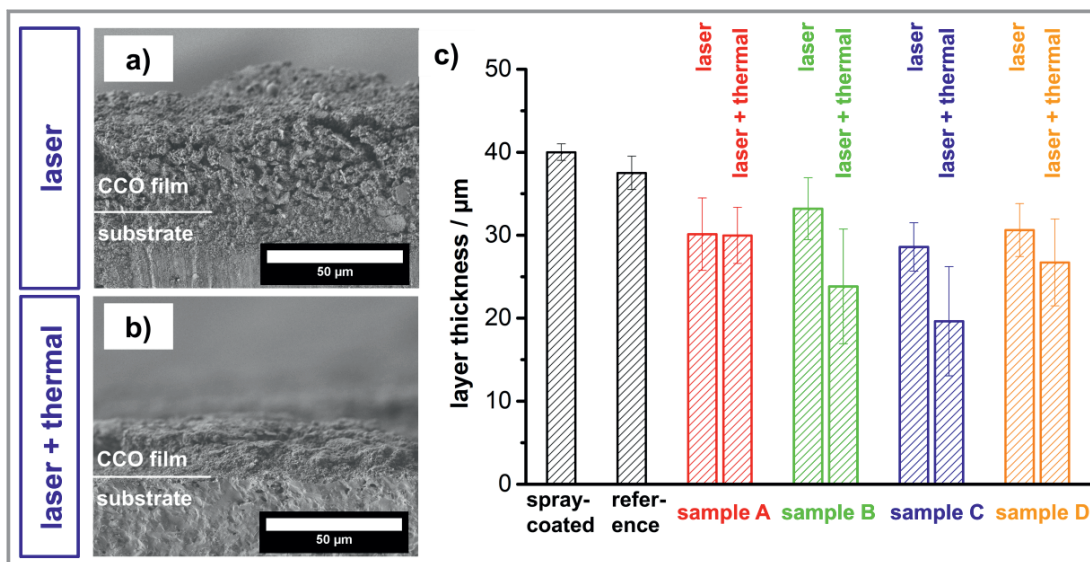 laser
a)
CCO film
substrate
50 µm
laser + thermal
b)
CCO film
substrate
50 µm
c)
layer thickness / µm
50
40
30
20
10
0
laser
laser + thermal
laser
laser + thermal
laser
laser + thermal
laser
laser + thermal
spray-
coated
refer-
ence
sample A
sample B
sample C
sample D